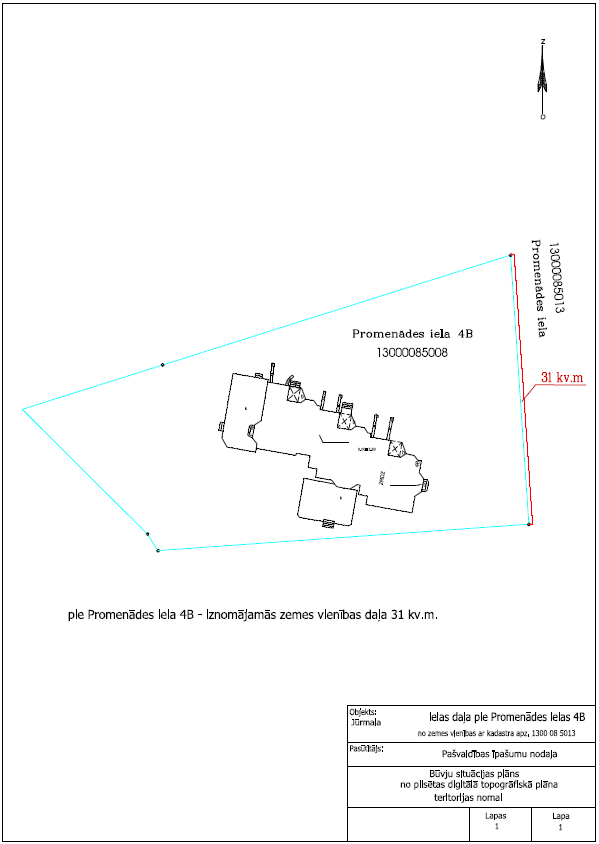 Z
D
13000085013
Promenādes iela
Promenādes iela 4B
13000085008
31 kv.m
pie Promenādes iela 4B - Iznomājamās zemes vienības daļa 31 kv.m.
Objekts:
Jūrmala
Ielas daļa pie Promenādes ielas 4B
no zemes vienības ar kadastra apz. 1300 08 5013
Pasūtītājs:
Pašvaldības īpašumu nodaļa
Būvju situācijas plāns
no pilsētas digitālā topogrāfiskā plāna
teritorijas nomai
Lapas
1
Lapa
1